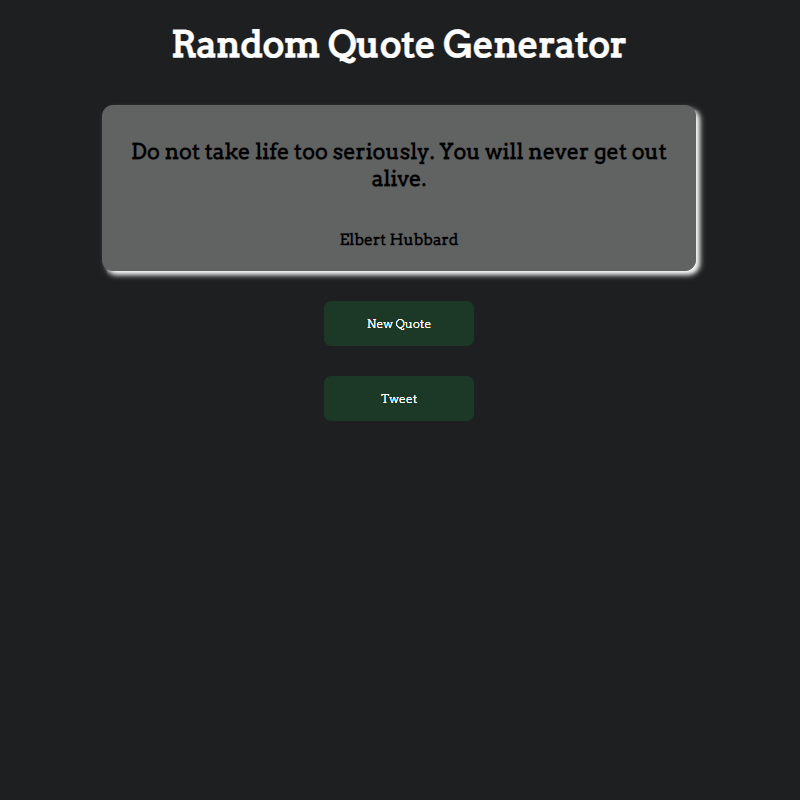 Random Quote Generator
Do not take life too seriously. You will never get out
alive.
Elbert Hubbard
New Quote
Tweet